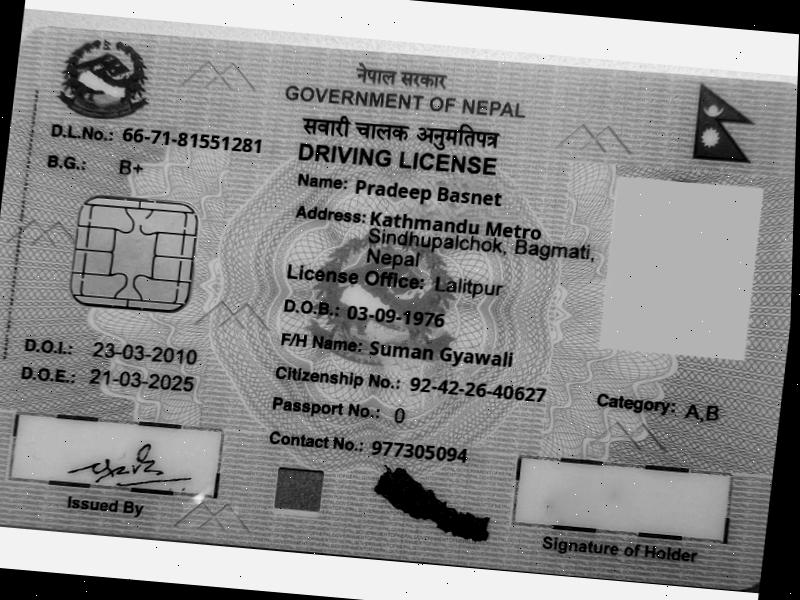 नेपाल सरकार
GOVERNMENT OF NEPAL
सवारी चालक अनुमतिपत्र
DRIVING LICENSE
D.L.No.: 66-71-81551281
B.G.: B+
Name: Pradeep Basnet
Address: Kathmandu Metro
Sindhupalchok, Bagmati,
Nepal
License Office: Lalitpur
D.O.B.: 03-09-1976
F/H Name: Suman Gyawali
D.O.I.: 23-03-2010
D.O.E.: 21-03-2025
Citizenship No.: 92-42-26-40627
Category: A,B
Passport No.: 0
Contact No.: 977305094
Issued By
Signature of Holder